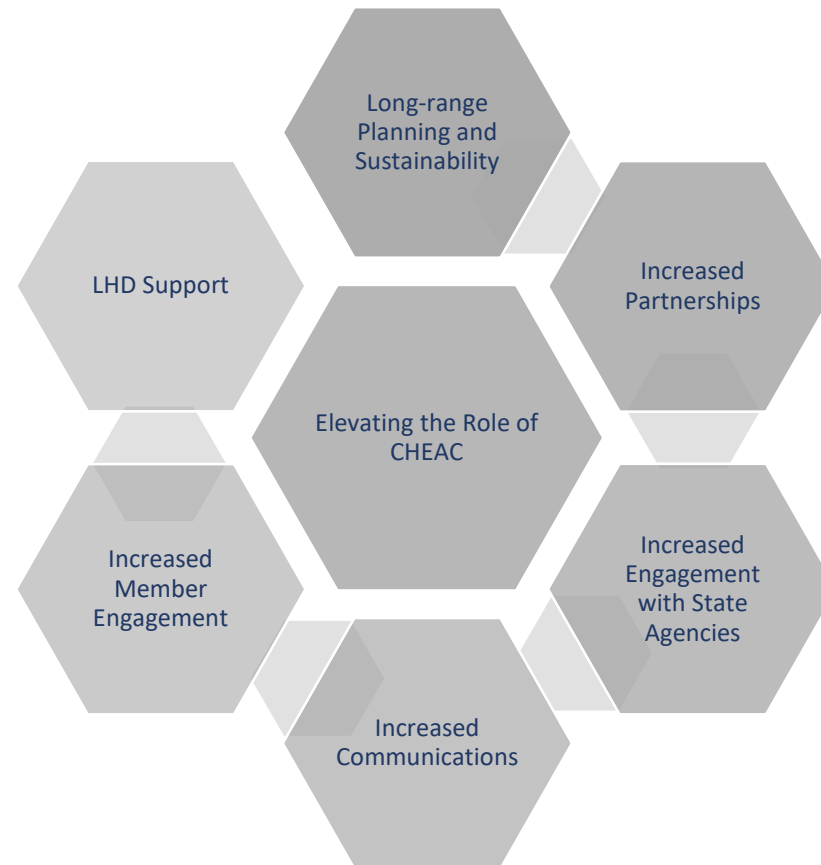 Long-range
Planning and
Sustainability
LHD Support
Increased
Partnerships
Elevating the Role of
CHEAC
Increased
Member
Engagement
Increased
Engagement
with State
Agencies
Increased
Communications